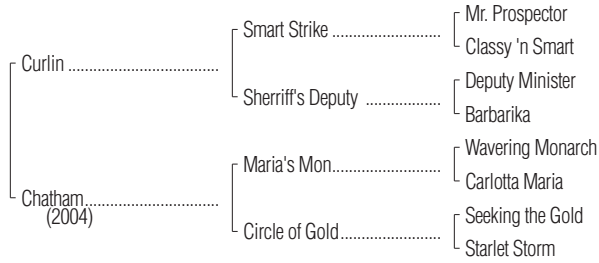 Mr. Prospector
Smart Strike ....................
Classy 'n Smart
Curlin ..................................
Deputy Minister
Sherriff's Deputy .................
Barbarika
Wavering Monarch
Maria's Mon.........................
Carlotta Maria
Chatham...............................
(2004)
Seeking the Gold
Circle of Gold.......................
Starlet Storm